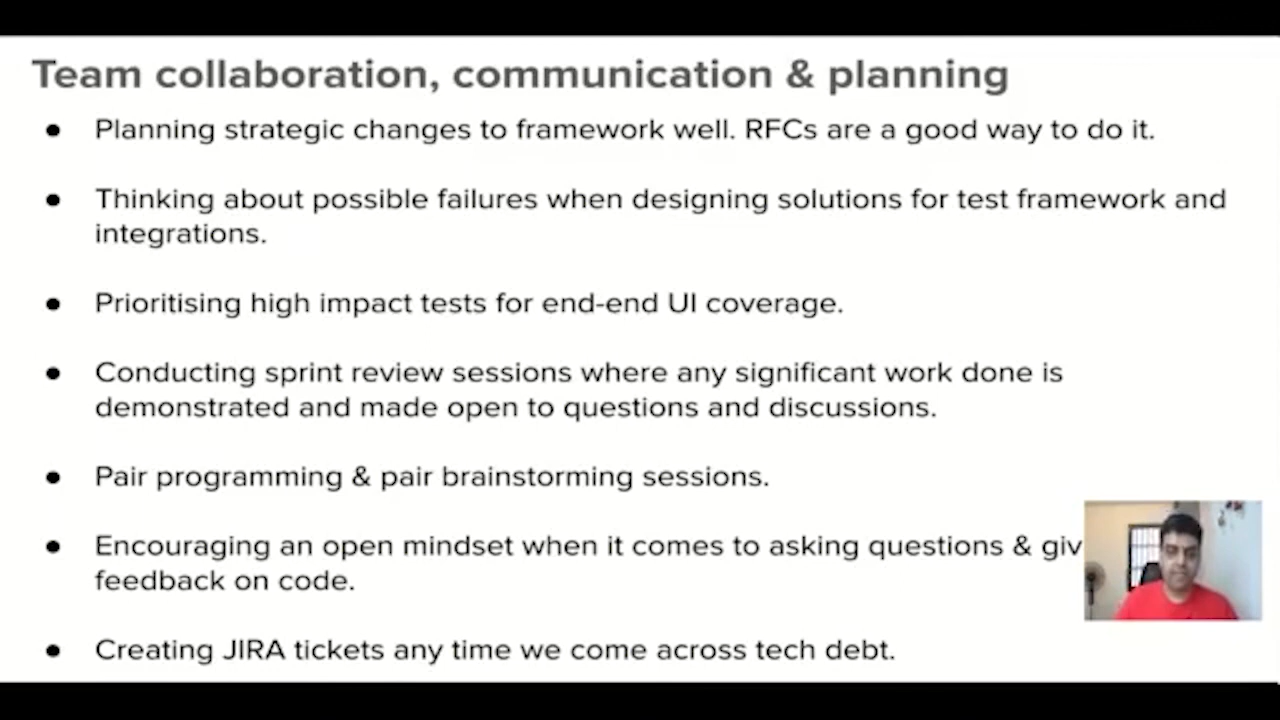 Team collaboration, communication & planning
● Planning strategic changes to framework well. RFCs are a good way to do it.
● Thinking about possible failures when designing solutions for test framework and
integrations.
● Prioritising high impact tests for end-end UI coverage.
● Conducting sprint review sessions where any significant work done is
demonstrated and made open to questions and discussions.
● Pair programming & pair brainstorming sessions.
● Encouraging an open mindset when it comes to asking questions & giv
feedback on code.
● Creating JIRA tickets any time we come across tech debt.